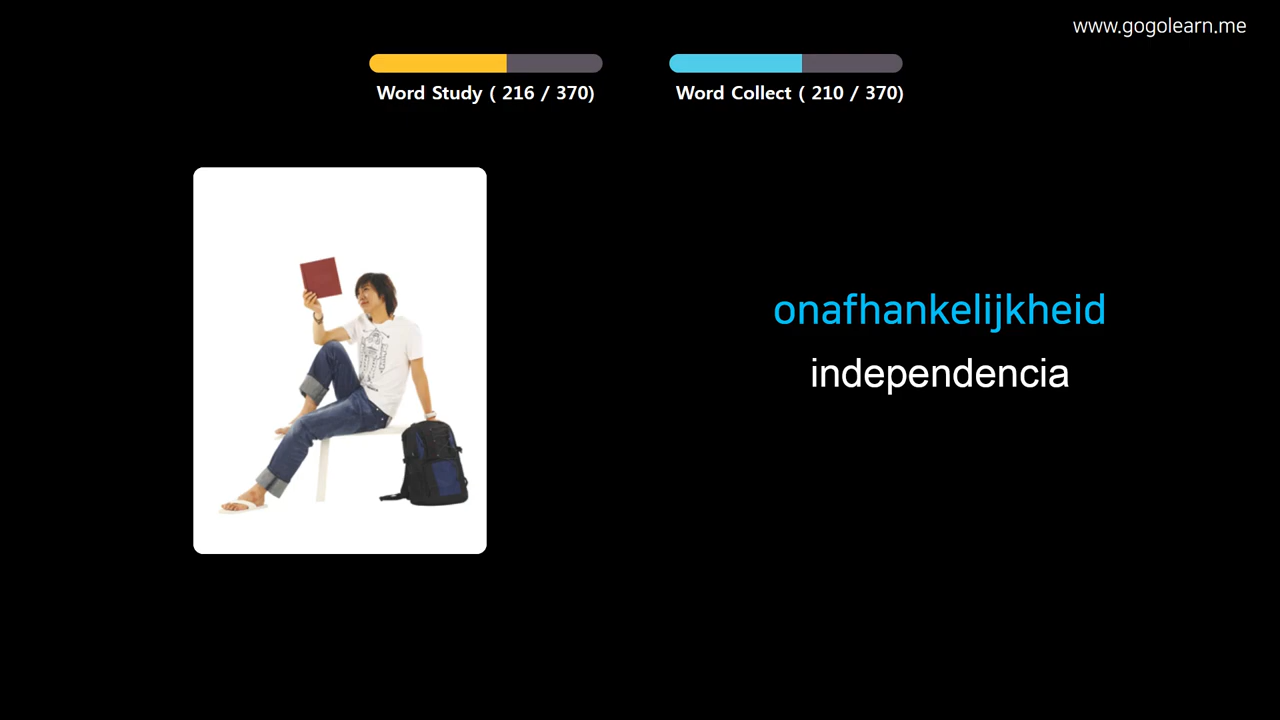 www.gogolearn.me
Word Study ( 216 / 370)
Word Collect ( 210 / 370)
onafhankelijkheid
independencia